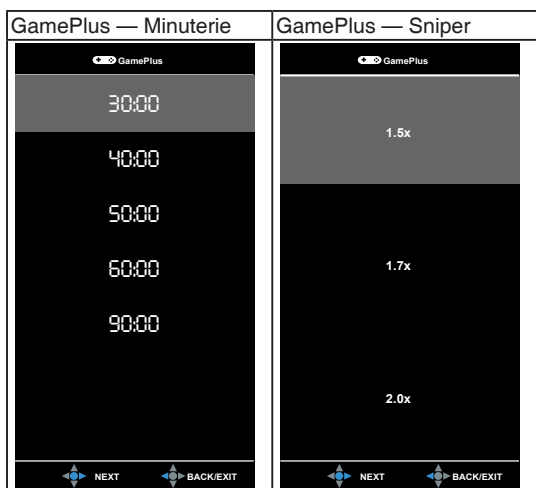 GamePlus — Minuterie
GamePlus
30:00
40:00
50:00
60:00
90:00
NEXT BACK/EXIT
GamePlus — Sniper
GamePlus
1.5x
1.7x
2.0x
NEXT BACK/EXIT